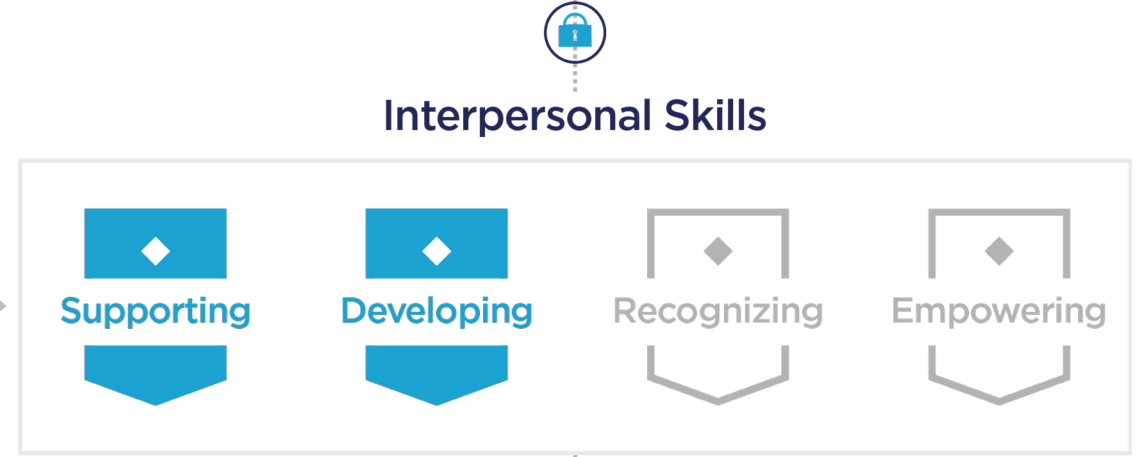 Interpersonal Skills
Supporting
Developing
Recognizing
Empowering